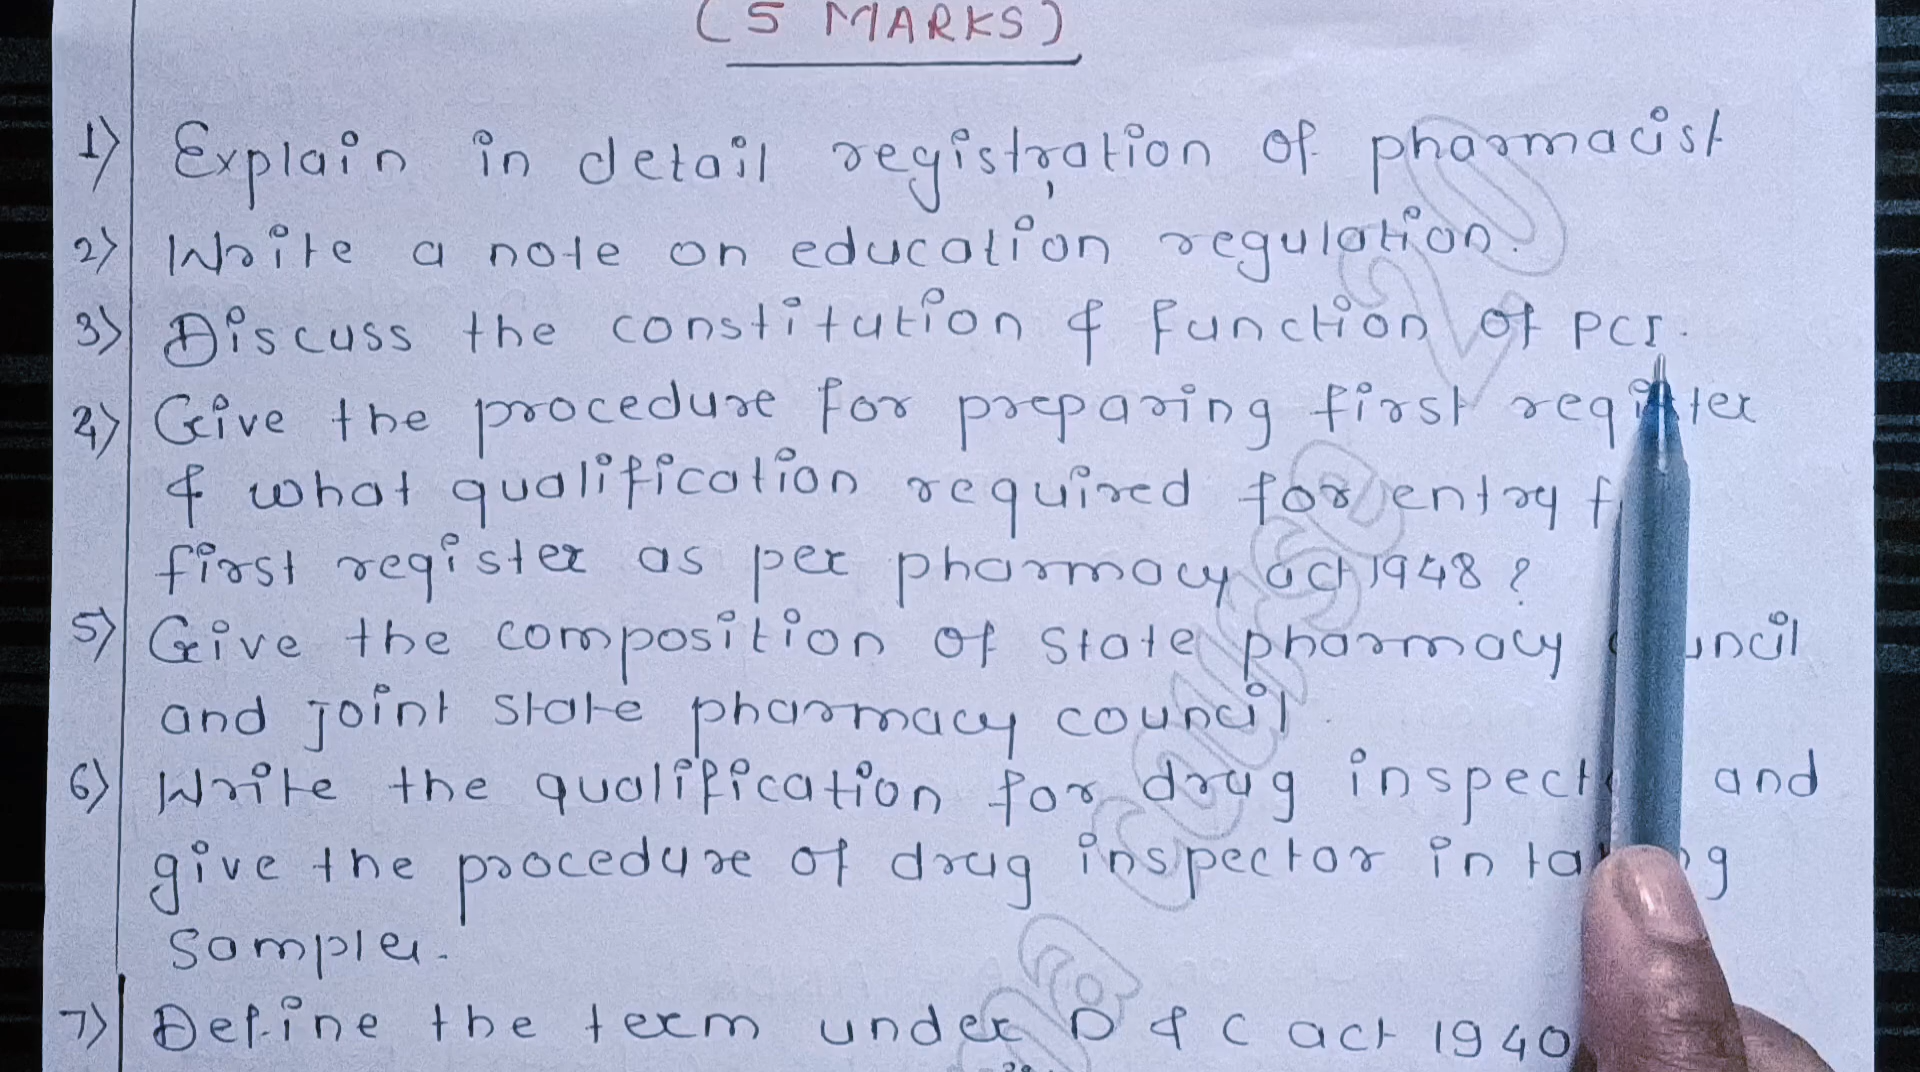 (5 MARKS)
1) Explain in detail registration of pharmacist
2) Write a note on education regulation.
3) Discuss the constitution & function of PCI.
4) Give the procedure for preparing first register
& what qualification required for entry
first register as per pharmacy act 1948?
5) Give the composition of state pharmacy
and joint state pharmacy council.
6) Write the qualification for drug and
give the procedure of drug inspector in
sample.
7) Define the term under D & C act 1940